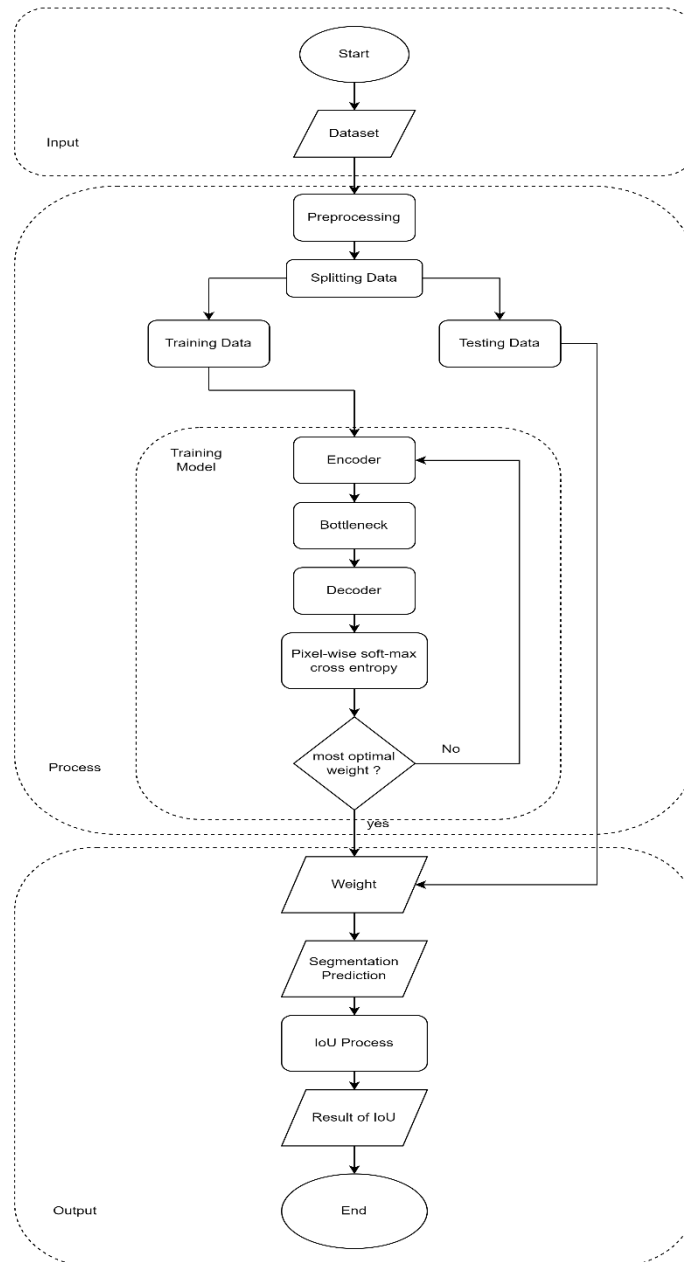 Start
Dataset
Input
Preprocessing
Splitting Data
Training Data
Testing Data
Training
Model
Encoder
Bottleneck
Decoder
Pixel-wise soft-max
cross entropy
No
most optimal
weight ?
Process
yes
Weight
Segmentation
Prediction
IoU Process
Result of IoU
End
Output